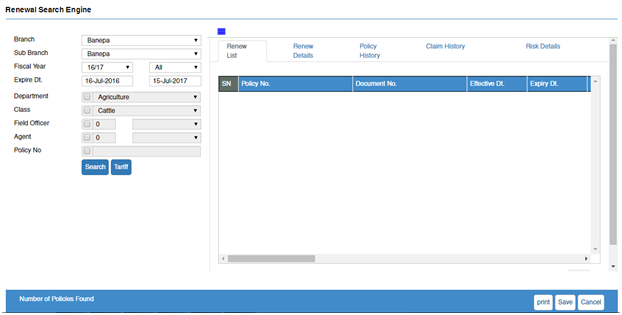 Renewal Search Engine
Branch Banepa
Sub Branch Banepa
Fiscal Year 16/17 All
Expire Dt. 16-Jul-2016 15-Jul-2017
Department Agriculture
Class Cattle
Field Officer 0
Agent 0
Policy No
Search Tariff
Renew List Renew Details Policy History Claim History Risk Details
SN Policy No. Document No. Effective Dt. Expiry Dt.
Number of Policies Found print Save Cancel